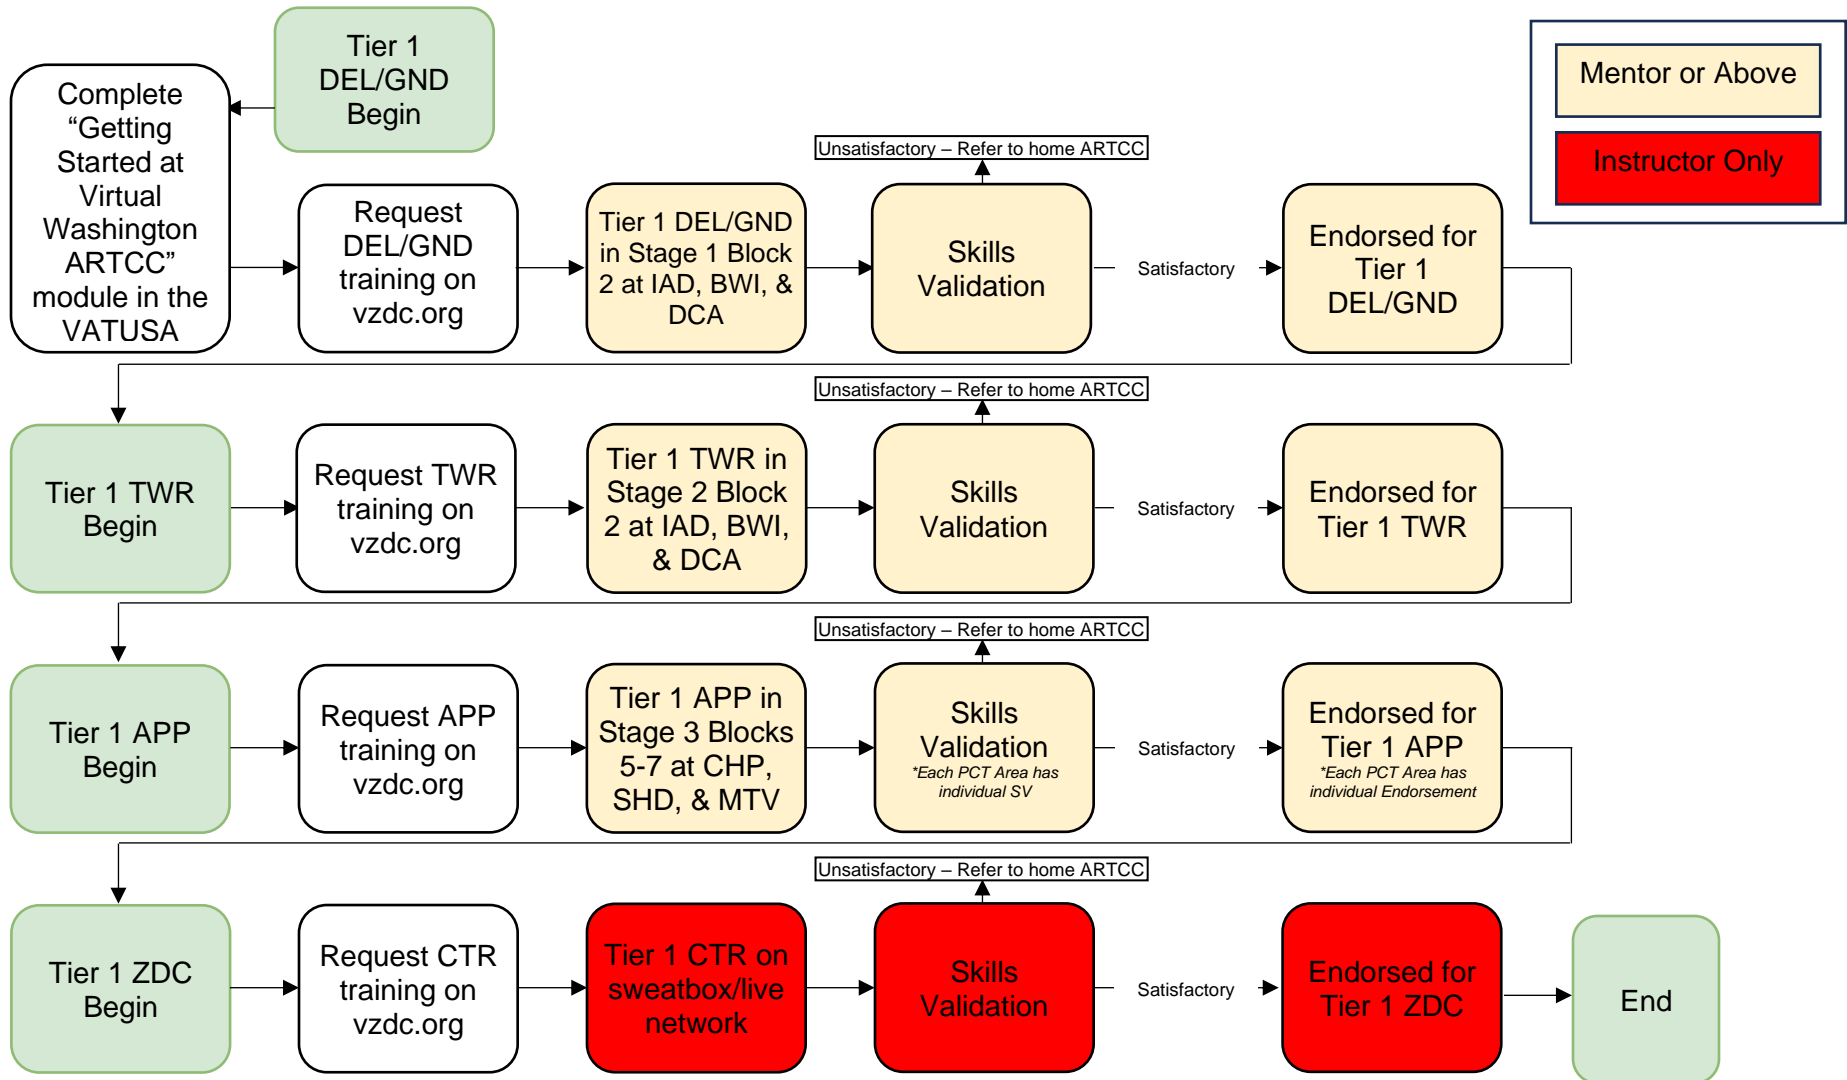 Tier 1
DEL/GND
Begin
Complete
“Getting
Started at
Virtual
Washington
ARTCC”
module in the
VATUSA
Request
DEL/GND
training on
vzdc.org
Tier 1 DEL/GND
in Stage 1 Block
2 at IAD, BWI, &
DCA
Unsatisfactory – Refer to home ARTCC
Skills
Validation
Satisfactory
Endorsed for
Tier 1
DEL/GND
Mentor or Above
Instructor Only
Tier 1 TWR
Begin
Request TWR
training on
vzdc.org
Tier 1 TWR in
Stage 2 Block
2 at IAD, BWI,
& DCA
Unsatisfactory – Refer to home ARTCC
Skills
Validation
Satisfactory
Endorsed for
Tier 1 TWR
Tier 1 APP
Begin
Request APP
training on
vzdc.org
Tier 1 APP in
Stage 3 Blocks
5-7 at CHP,
SHD, & MTV
Unsatisfactory – Refer to home ARTCC
Skills
Validation
*Each PCT Area has
individual SV
Satisfactory
Endorsed for
Tier 1 APP
*Each PCT Area has
individual Endorsement
Tier 1 ZDC
Begin
Request CTR
training on
vzdc.org
Tier 1 CTR on
sweatbox/live
network
Unsatisfactory – Refer to home ARTCC
Skills
Validation
Satisfactory
Endorsed for
Tier 1 ZDC
End